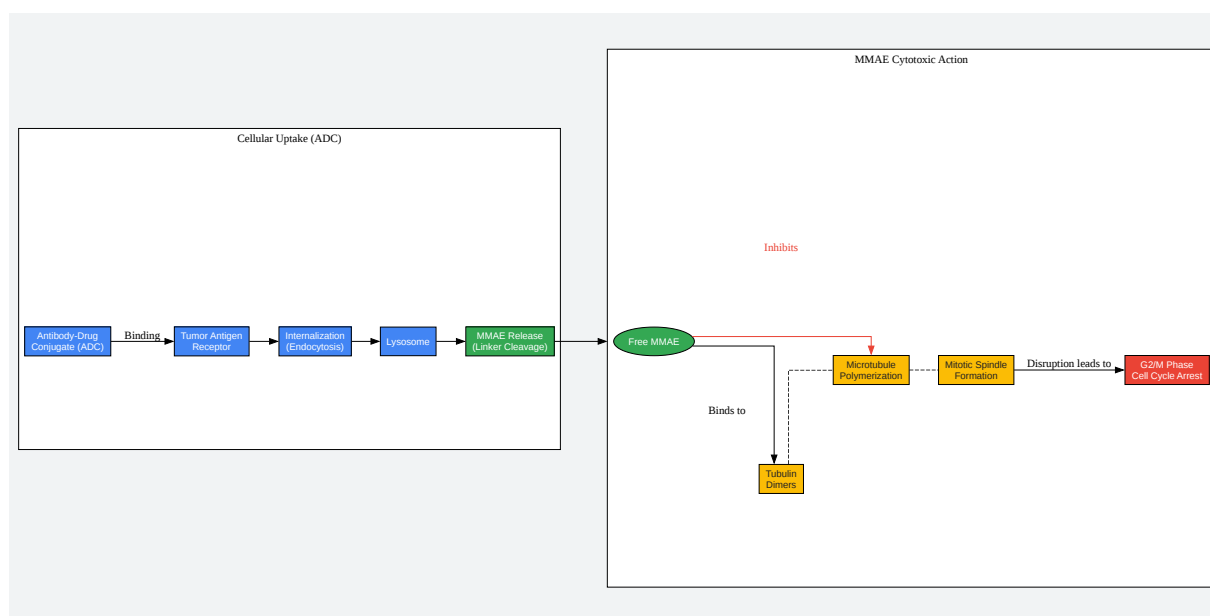 MMAE Cytotoxic Action
Cellular Uptake (ADC)
Inhibits
Antibody-Drug
Conjugate (ADC)
Binding
Tumor Antigen
Receptor
Internalization
(Endocytosis)
Lysosome
MMAE Release
(Linker Cleavage)
Free MMAE
Microtubule
Polymerization
Mitotic Spindle
Formation
Disruption leads to
G2/M Phase
Cell Cycle Arrest
Binds to
Tubulin
Dimers